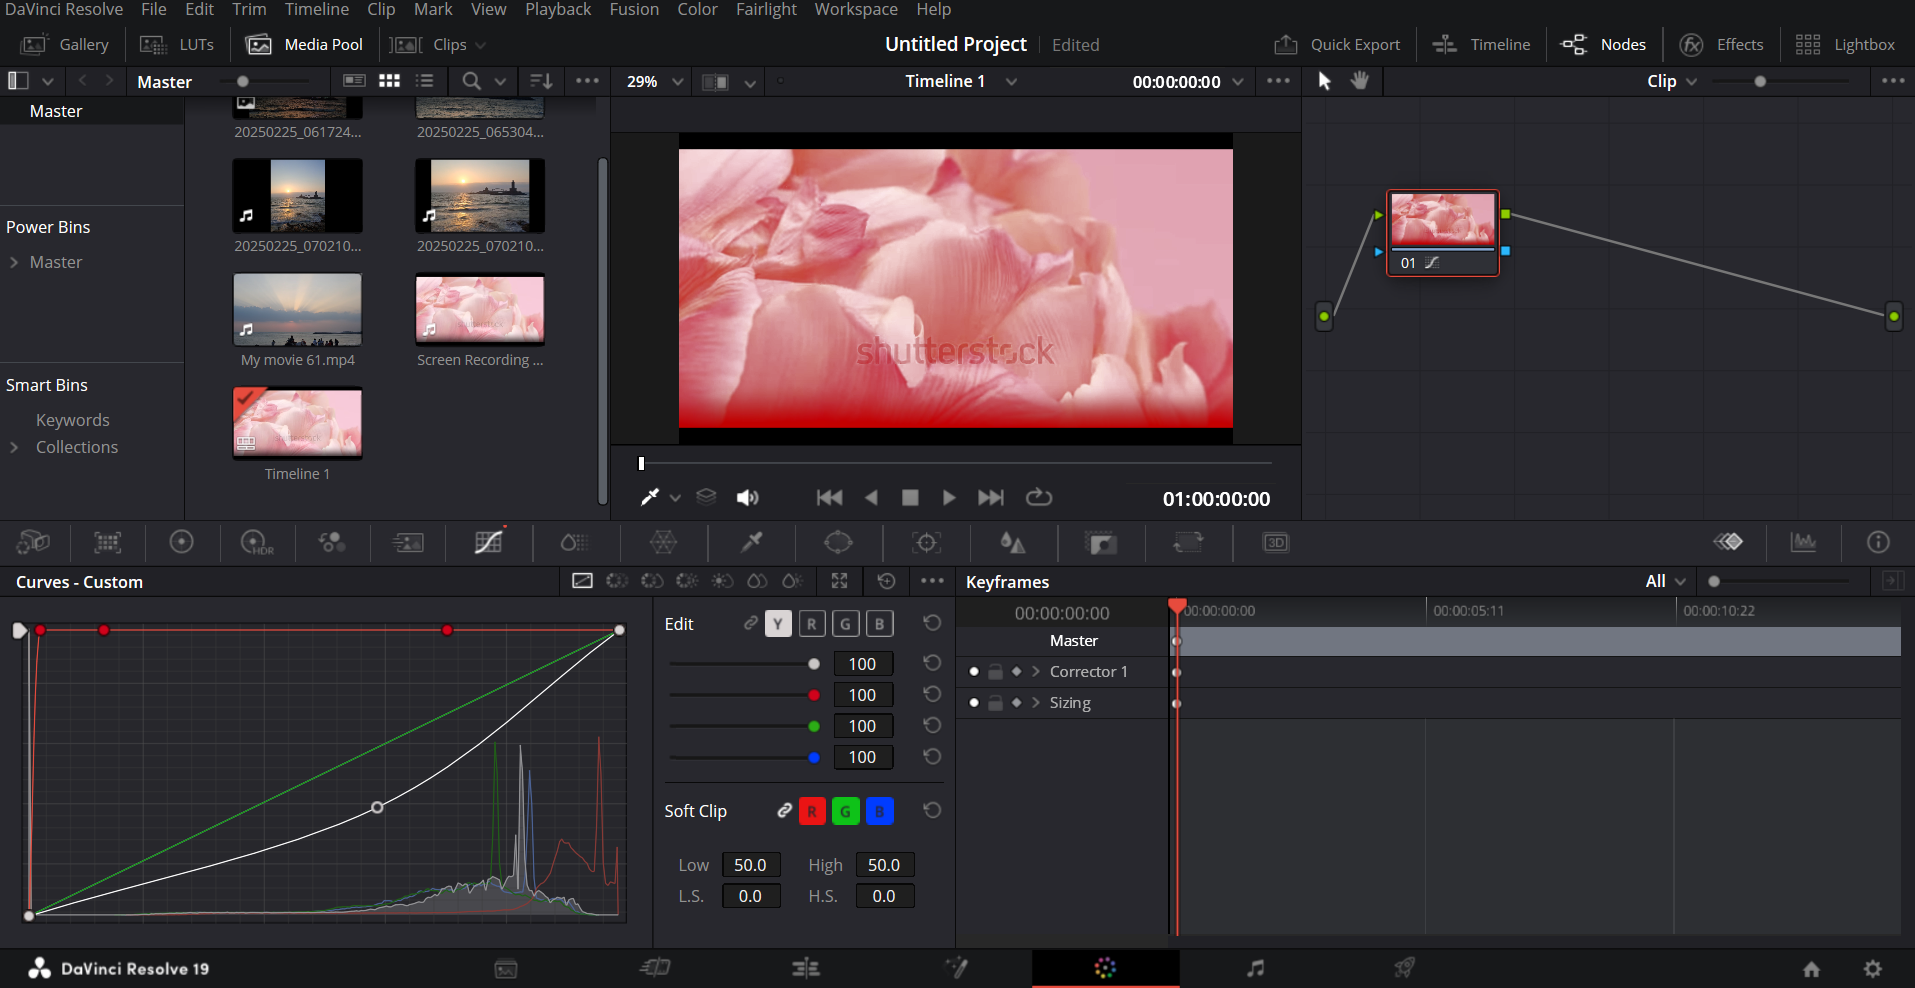 DaVinci Resolve File Edit Trim Timeline Clip Mark View Playback Fusion Color Fairlight Workspace Help
Gallery LUTs Media Pool Clips Untitled Project Edited Quick Export Timeline Nodes fx Effects Lightbox
Master 29% Timeline 1 00:00:00:00 Clip
Master
20250225_061724... 20250225_065304...
Power Bins
20250225_070210... 20250225_070210...
Master
01
shutterstock
My movie 61.mp4 Screen Recording ...
Smart Bins
Keywords
Collections
Timeline 1
01:00:00:00
HDR 3D
Curves - Custom Keyframes All
00:00:00:00 00:00:00:00 00:00:05:11 00:00:10:22
Edit Y R G B
Master
100
Corrector 1
100
Sizing
100
100
Soft Clip R G B
Low 50.0 High 50.0
L.S. 0.0 H.S. 0.0
DaVinci Resolve 19